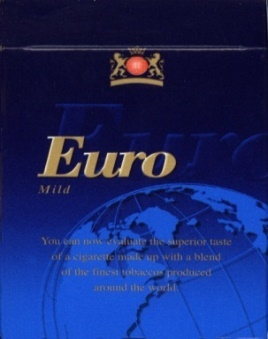 Euro
Mild
You can now evaluate the superior taste
of a cigarette made up with a blend
of the finest tobaccos produced
around the world